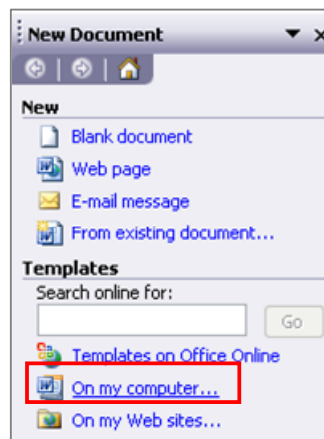 New Document
New
Blank document
Web page
E-mail message
From existing document...
Templates
Search online for:
Go
Templates on Office Online
On my computer...
On my Web sites...